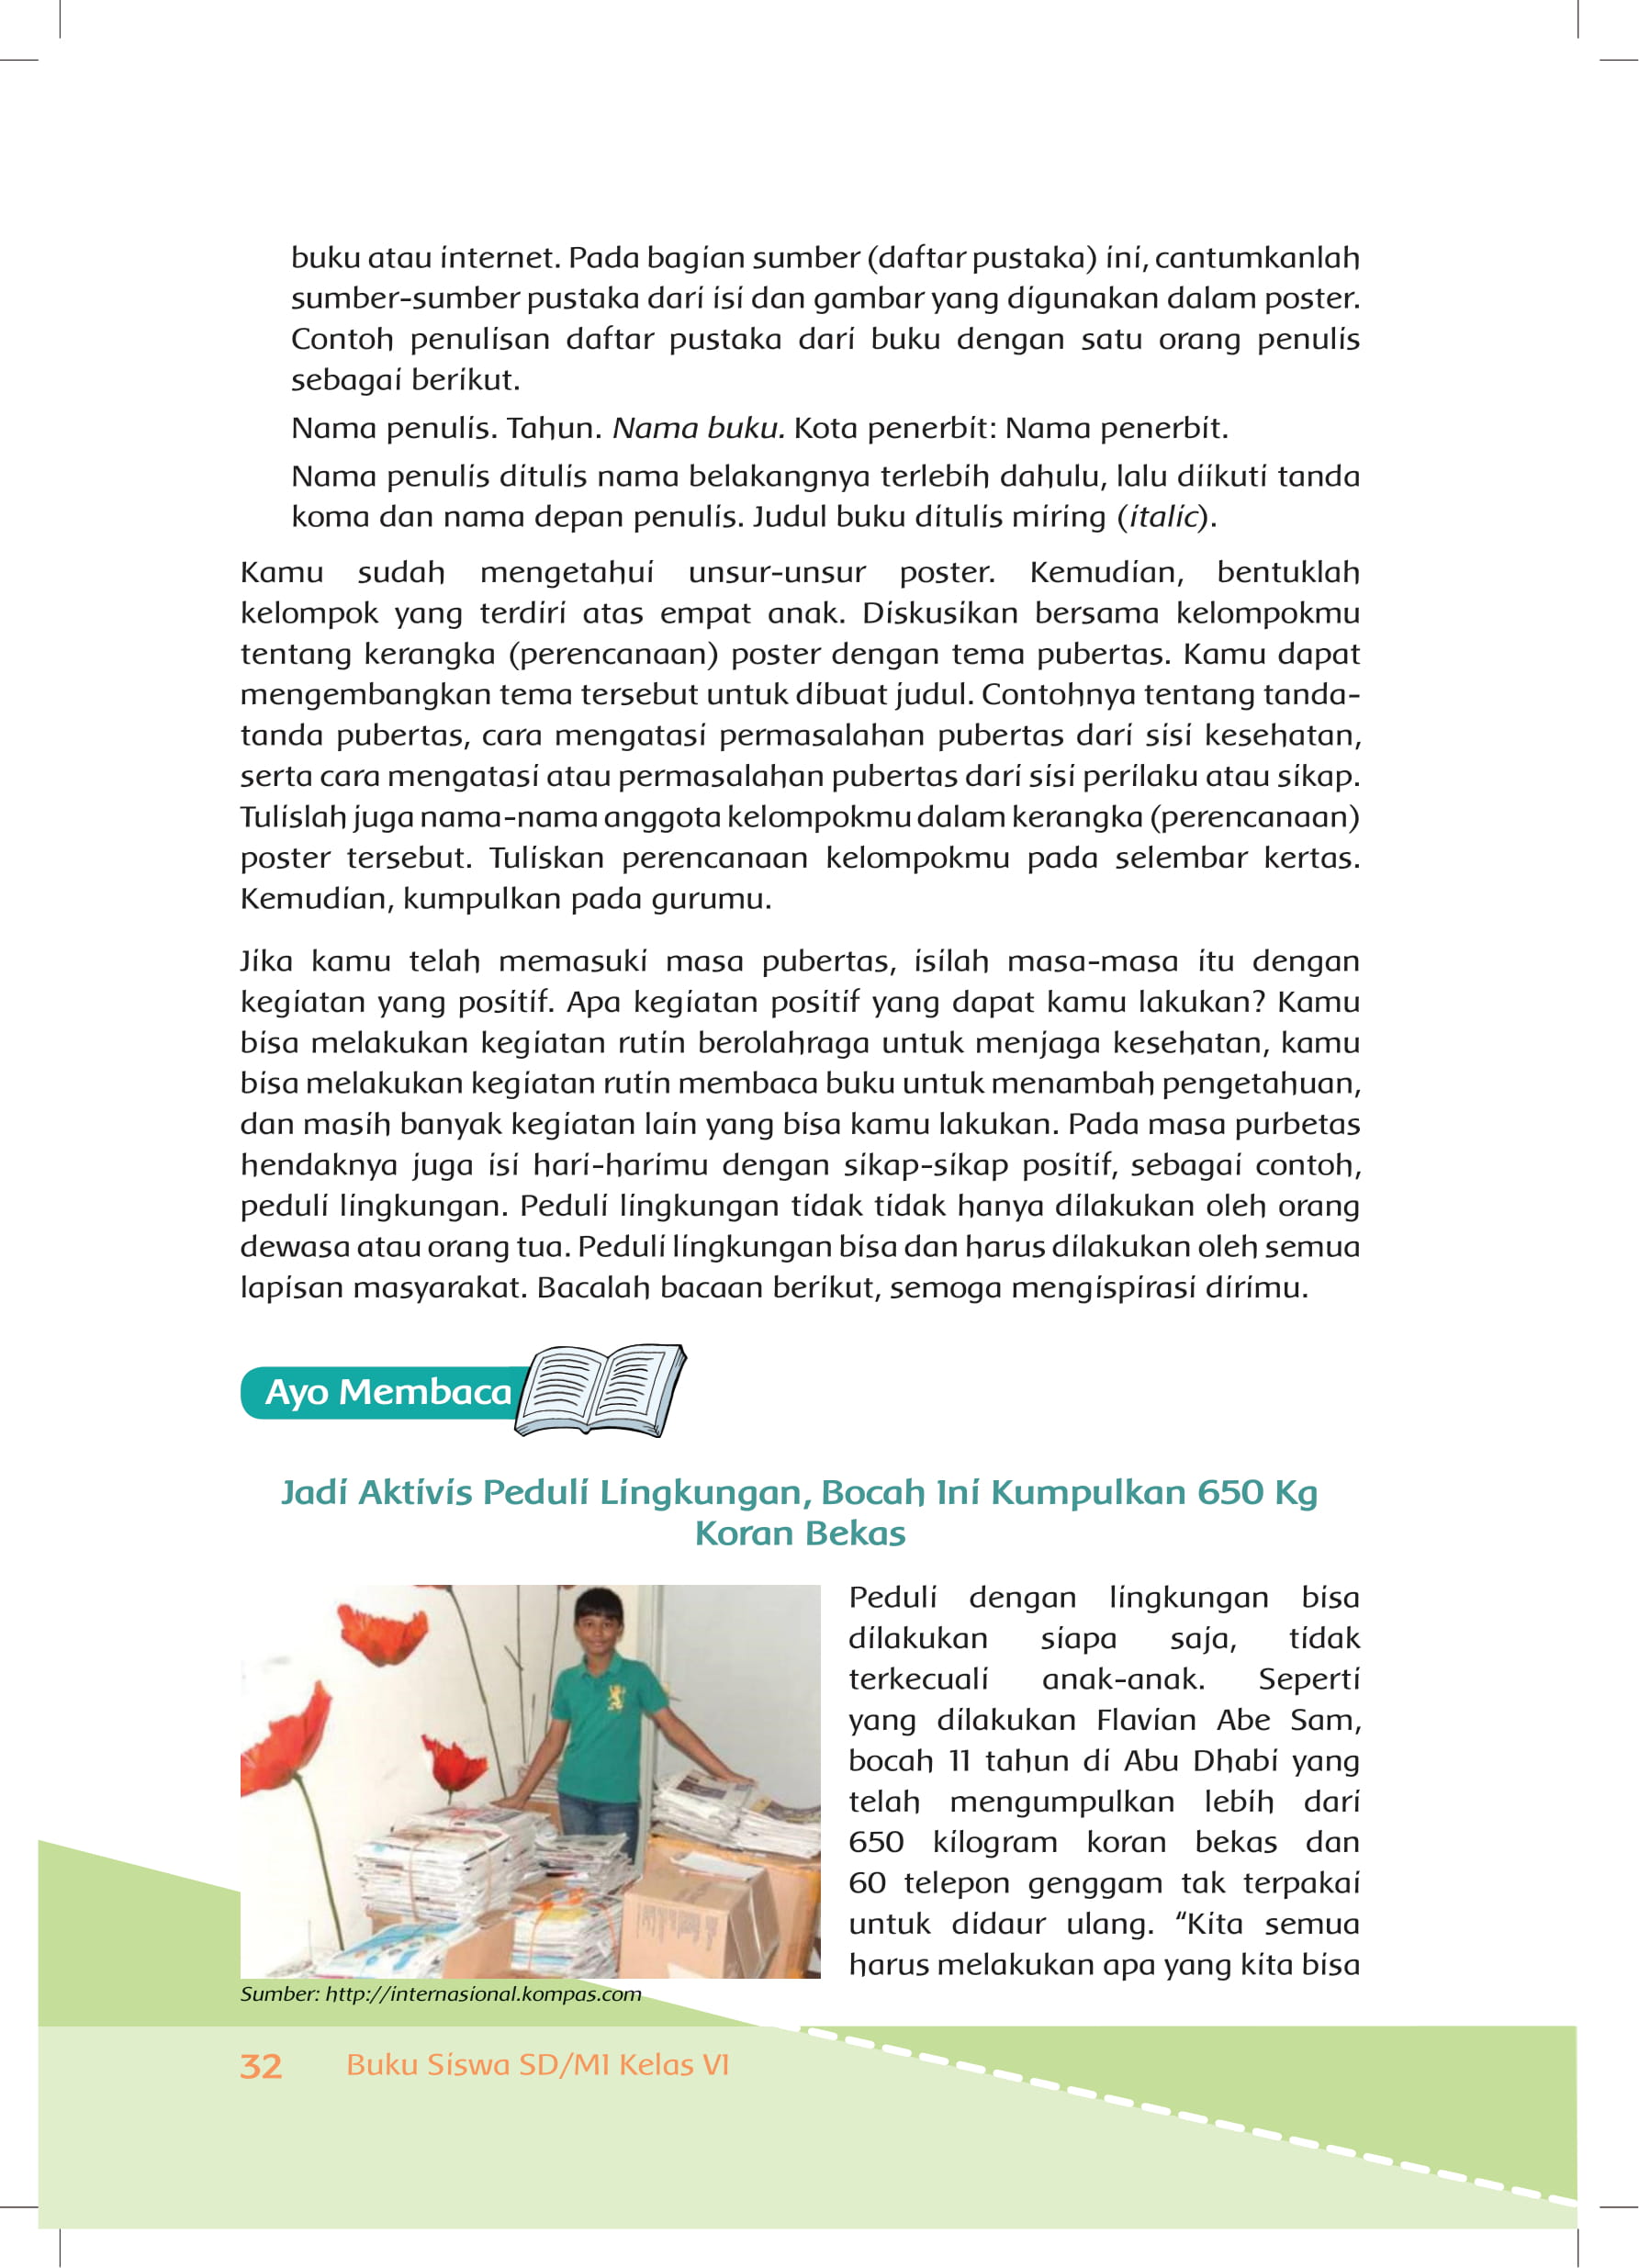 buku atau internet. Pada bagian sumber (daftar pustaka) ini, cantumkanlah
sumber-sumber pustaka dari isi dan gambar yang digunakan dalam poster.
Contoh penulisan daftar pustaka dari buku dengan satu orang penulis
sebagai berikut.
Nama penulis. Tahun. Nama buku. Kota penerbit: Nama penerbit.
Nama penulis ditulis nama belakangnya terlebih dahulu, lalu diikuti tanda
koma dan nama depan penulis. Judul buku ditulis miring (italic).
Kamu sudah mengetahui unsur-unsur poster. Kemudian, bentuklah
kelompok yang terdiri atas empat anak. Diskusikan bersama kelompokmu
tentang kerangka (perencanaan) poster dengan tema pubertas. Kamu dapat
mengembangkan tema tersebut untuk dibuat judul. Contohnya tentang tanda-
tanda pubertas, cara mengatasi permasalahan pubertas dari sisi kesehatan,
serta cara mengatasi atau permasalahan pubertas dari sisi perilaku atau sikap.
Tulislah juga nama-nama anggota kelompokmu dalam kerangka (perencanaan)
poster tersebut. Tuliskan perencanaan kelompokmu pada selembar kertas.
Kemudian, kumpulkan pada gurumu.
Jika kamu telah memasuki masa pubertas, isilah masa-masa itu dengan
kegiatan yang positif. Apa kegiatan positif yang dapat kamu lakukan? Kamu
bisa melakukan kegiatan rutin berolahraga untuk menjaga kesehatan, kamu
bisa melakukan kegiatan rutin membaca buku untuk menambah pengetahuan,
dan masih banyak kegiatan lain yang bisa kamu lakukan. Pada masa purbetas
hendaknya juga isi hari-harimu dengan sikap-sikap positif, sebagai contoh,
peduli lingkungan. Peduli lingkungan tidak tidak hanya dilakukan oleh orang
dewasa atau orang tua. Peduli lingkungan bisa dan harus dilakukan oleh semua
lapisan masyarakat. Bacalah bacaan berikut, semoga mengispirasi dirimu.
Ayo Membaca
Jadi Aktivis Peduli Lingkungan, Bocah Ini Kumpulkan 650 Kg
Koran Bekas
Peduli dengan lingkungan bisa
dilakukan siapa saja, tidak
terkecuali anak-anak. Seperti
yang dilakukan Flavian Abe Sam,
bocah 11 tahun di Abu Dhabi yang
telah mengumpulkan lebih dari
650 kilogram koran bekas dan
60 telepon genggam tak terpakai
untuk didaur ulang. “Kita semua
harus melakukan apa yang kita bisa
Sumber: http://internasional.kompas.com
32 Buku Siswa SD/MI Kelas VI